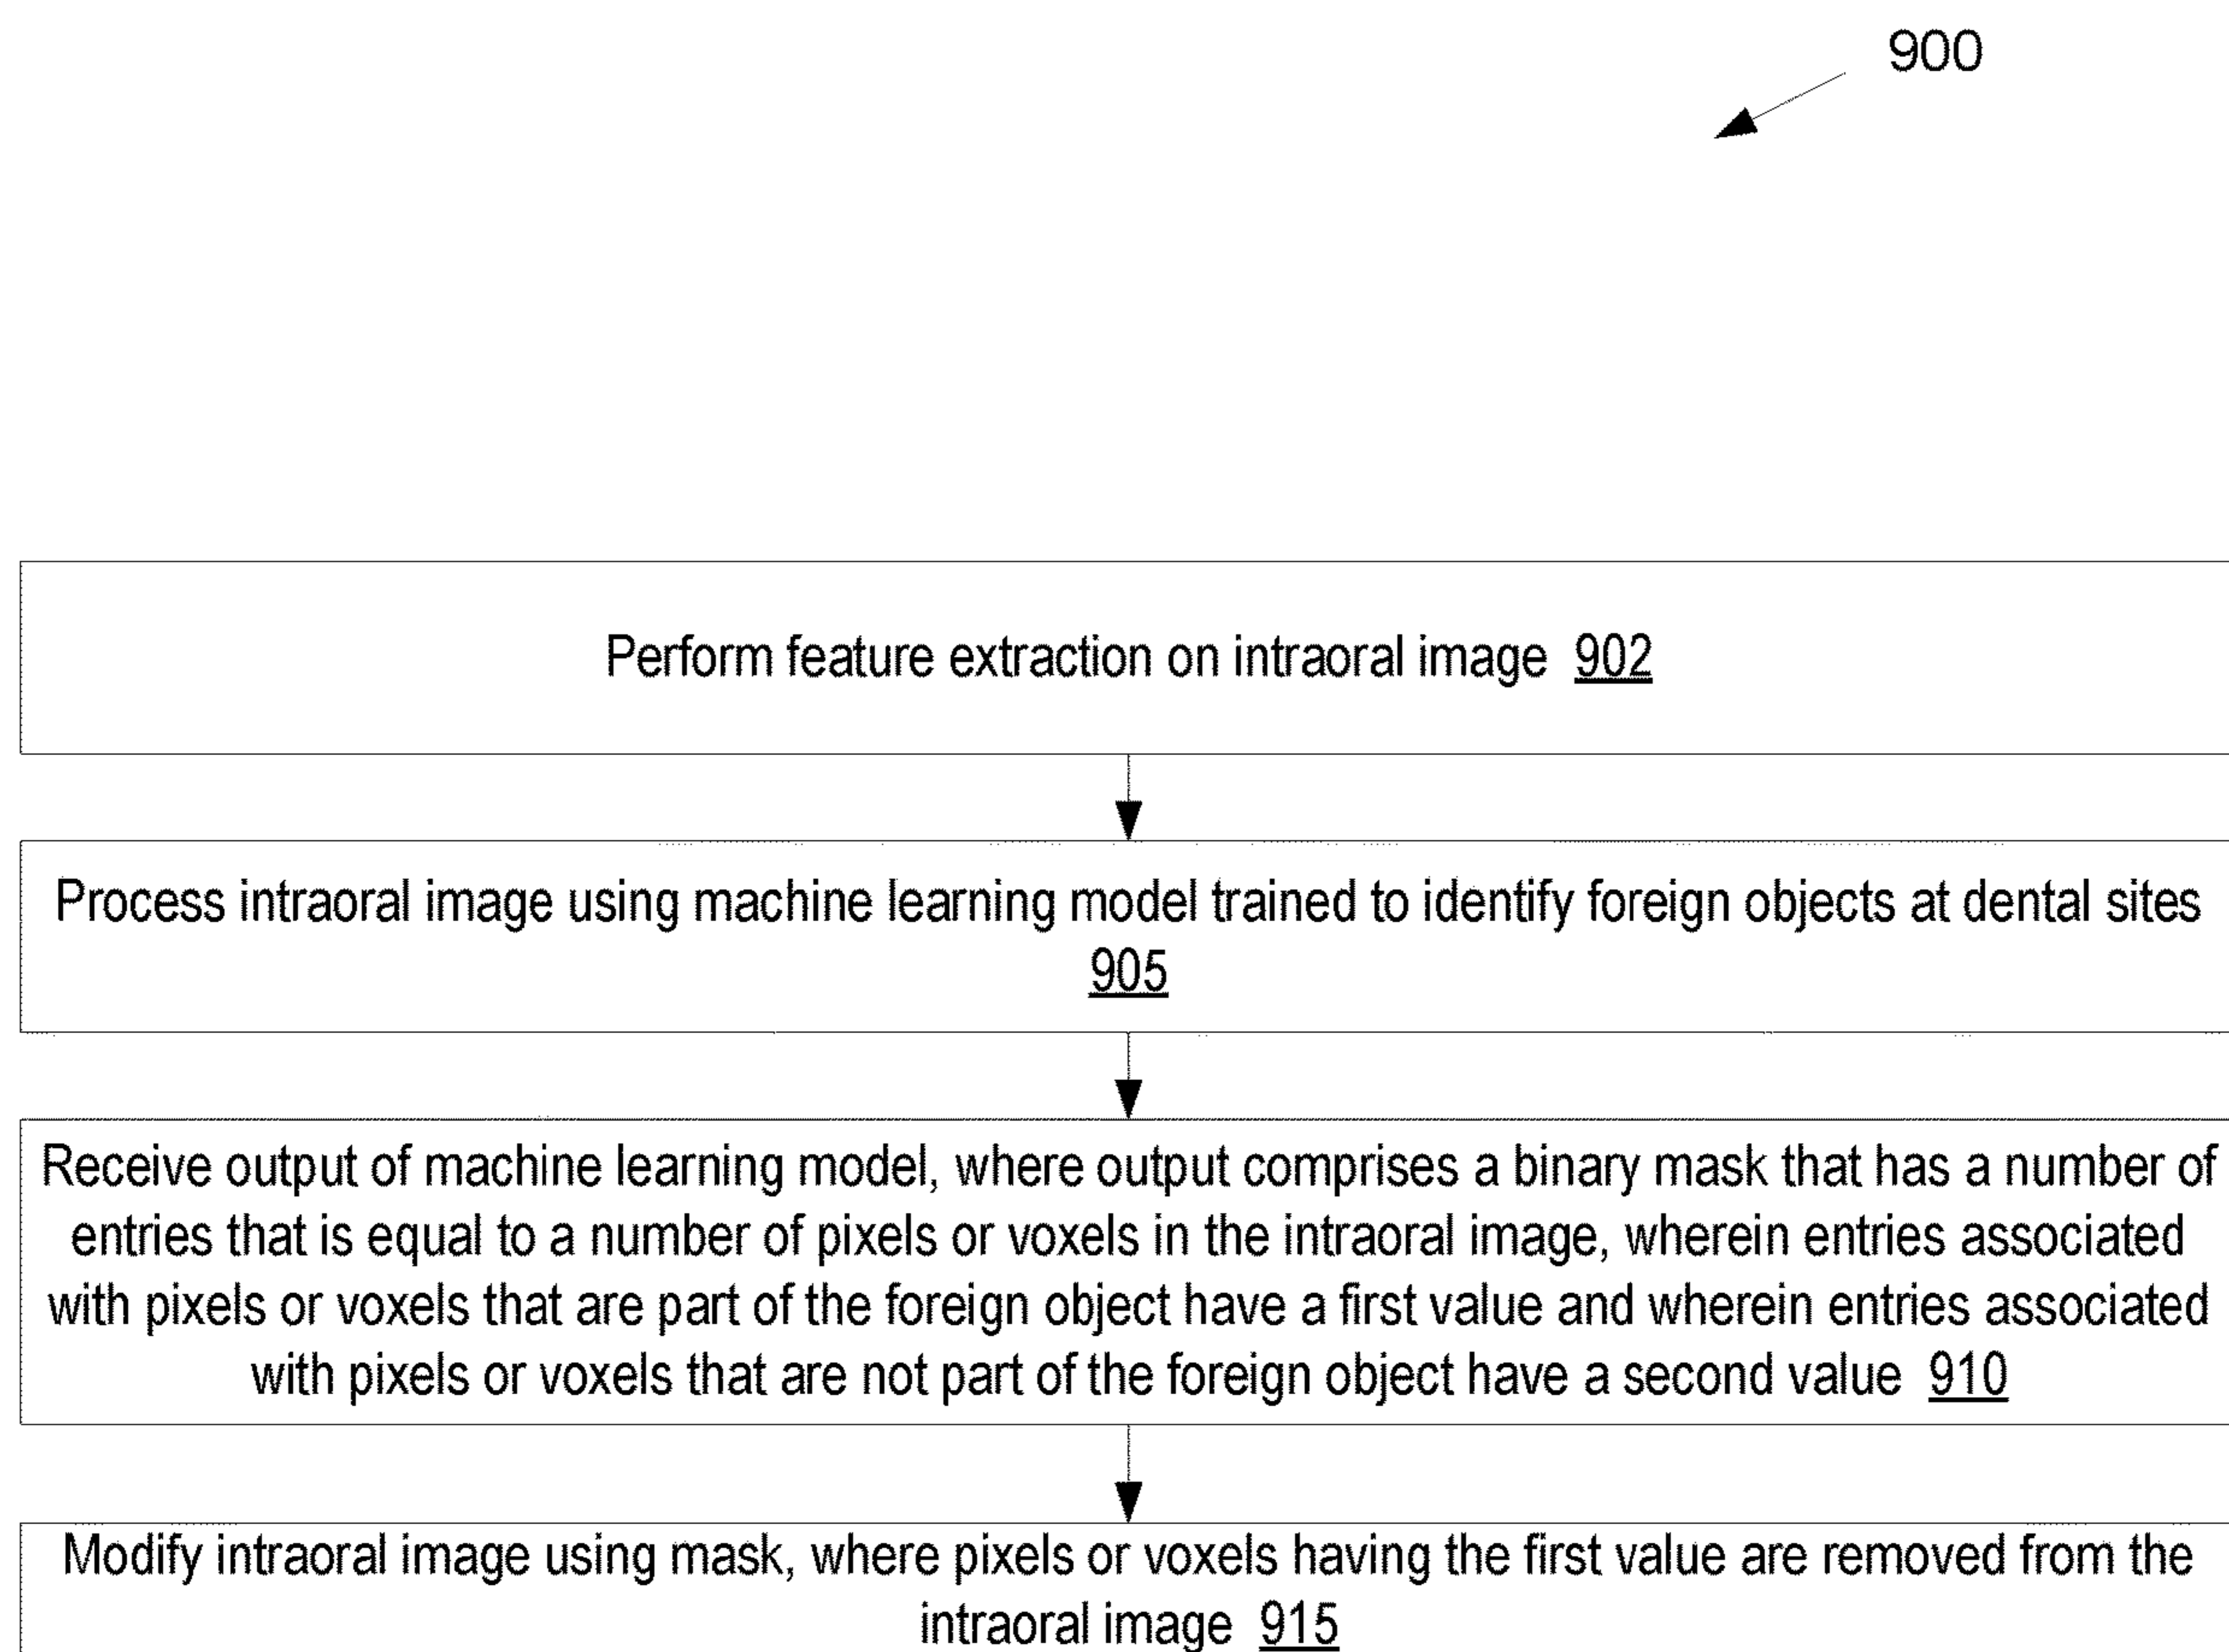 900
Perform feature extraction on intraoral image 902
Process intraoral image using machine learning model trained to identify foreign objects at dental sites
905
Receive output of machine learning model, where output comprises a binary mask that has a number of
entries that is equal to a number of pixels or voxels in the intraoral image, wherein entries associated
with pixels or voxels that are part of the foreign object have a first value and wherein entries associated
with pixels or voxels that are not part of the foreign object have a second value 910
Modify intraoral image using mask, where pixels or voxels having the first value are removed from the
intraoral image 915